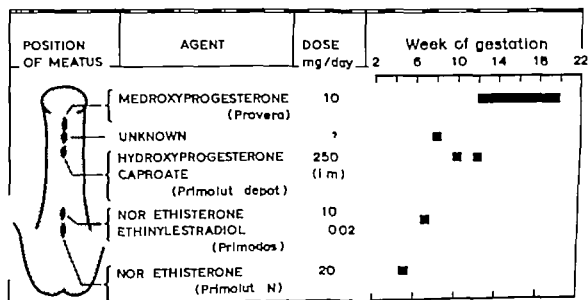 POSITION OF MEATUS
AGENT
DOSE mg/day
Week of gestation
2 6 10 14 18 22
MEDROXYPROGESTERONE 10
(Provera)
UNKNOWN ?
HYDROXYPROGESTERONE 250
CAPROATE (i m)
(Primolut depot)
NOR ETHISTERONE 10
ETHINYLESTRADIOL 0 02
(Primodos)
NOR ETHISTERONE 20
(Primolut N)